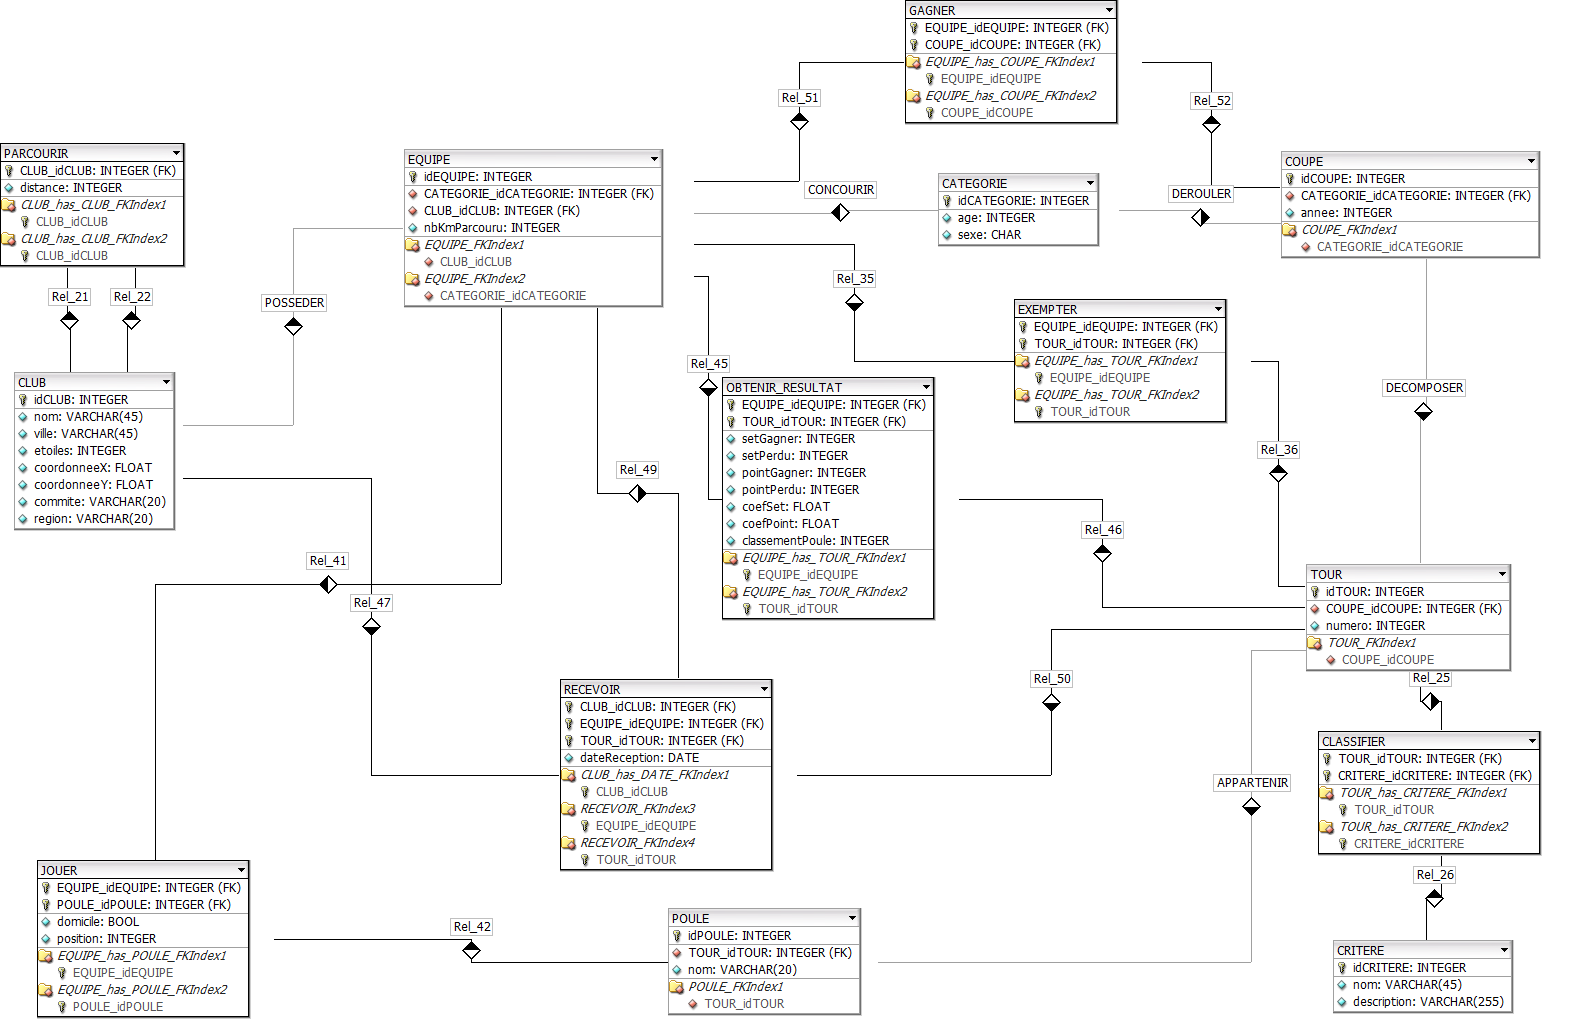 GAGNER
EQUIPE_idEQUIPE: INTEGER (FK)
COUPE_idCOUPE: INTEGER (FK)
EQUIPE_has_COUPE_FKIndex1
EQUIPE_idEQUIPE
EQUIPE_has_COUPE_FKIndex2
COUPE_idCOUPE
Rel_51
Rel_52
PARCOURIR
CLUB_idCLUB: INTEGER (FK)
distance: INTEGER
CLUB_has_CLUB_FKIndex1
CLUB_idCLUB
CLUB_has_CLUB_FKIndex2
CLUB_idCLUB
EQUIPE
idEQUIPE: INTEGER
CATEGORIE_idCATEGORIE: INTEGER (FK)
CLUB_idCLUB: INTEGER (FK)
nbKmParcouru: INTEGER
EQUIPE_FKIndex1
CLUB_idCLUB
EQUIPE_FKIndex2
CATEGORIE_idCATEGORIE
CONCOURIR
CATEGORIE
idCATEGORIE: INTEGER
age: INTEGER
sexe: CHAR
DEROULER
COUPE
idCOUPE: INTEGER
CATEGORIE_idCATEGORIE: INTEGER (FK)
annee: INTEGER
COUPE_FKIndex1
CATEGORIE_idCATEGORIE
Rel_21
Rel_22
POSSEDER
Rel_35
EXEMPTER
EQUIPE_idEQUIPE: INTEGER (FK)
TOUR_idTOUR: INTEGER (FK)
EQUIPE_has_TOUR_FKIndex1
EQUIPE_idEQUIPE
EQUIPE_has_TOUR_FKIndex2
TOUR_idTOUR
Rel_45
DECOMPOSER
CLUB
idCLUB: INTEGER
nom: VARCHAR(45)
ville: VARCHAR(45)
etoiles: INTEGER
coordonneeX: FLOAT
coordonneeY: FLOAT
commite: VARCHAR(20)
region: VARCHAR(20)
OBTENIR_RESULTAT
EQUIPE_idEQUIPE: INTEGER (FK)
TOUR_idTOUR: INTEGER (FK)
setGagner: INTEGER
setPerdu: INTEGER
pointGagner: INTEGER
pointPerdu: INTEGER
coefSet: FLOAT
coefPoint: FLOAT
classementPoule: INTEGER
EQUIPE_has_TOUR_FKIndex1
EQUIPE_idEQUIPE
EQUIPE_has_TOUR_FKIndex2
TOUR_idTOUR
Rel_36
Rel_49
Rel_46
Rel_41
Rel_47
TOUR
idTOUR: INTEGER
COUPE_idCOUPE: INTEGER (FK)
numero: INTEGER
TOUR_FKIndex1
COUPE_idCOUPE
Rel_50
Rel_25
RECEVOIR
CLUB_idCLUB: INTEGER (FK)
EQUIPE_idEQUIPE: INTEGER (FK)
TOUR_idTOUR: INTEGER (FK)
dateReception: DATE
CLUB_has_DATE_FKIndex1
CLUB_idCLUB
RECEVOIR_FKIndex3
EQUIPE_idEQUIPE
RECEVOIR_FKIndex4
TOUR_idTOUR
CLASSIFIER
TOUR_idTOUR: INTEGER (FK)
CRITERE_idCRITERE: INTEGER (FK)
TOUR_has_CRITERE_FKIndex1
TOUR_idTOUR
TOUR_has_CRITERE_FKIndex2
CRITERE_idCRITERE
APPARTENIR
Rel_26
JOUER
EQUIPE_idEQUIPE: INTEGER (FK)
POULE_idPOULE: INTEGER (FK)
domicile: BOOL
position: INTEGER
EQUIPE_has_POULE_FKIndex1
EQUIPE_idEQUIPE
EQUIPE_has_POULE_FKIndex2
POULE_idPOULE
Rel_42
POULE
idPOULE: INTEGER
TOUR_idTOUR: INTEGER (FK)
nom: VARCHAR(20)
POULE_FKIndex1
TOUR_idTOUR
CRITERE
idCRITERE: INTEGER
nom: VARCHAR(45)
description: VARCHAR(255)